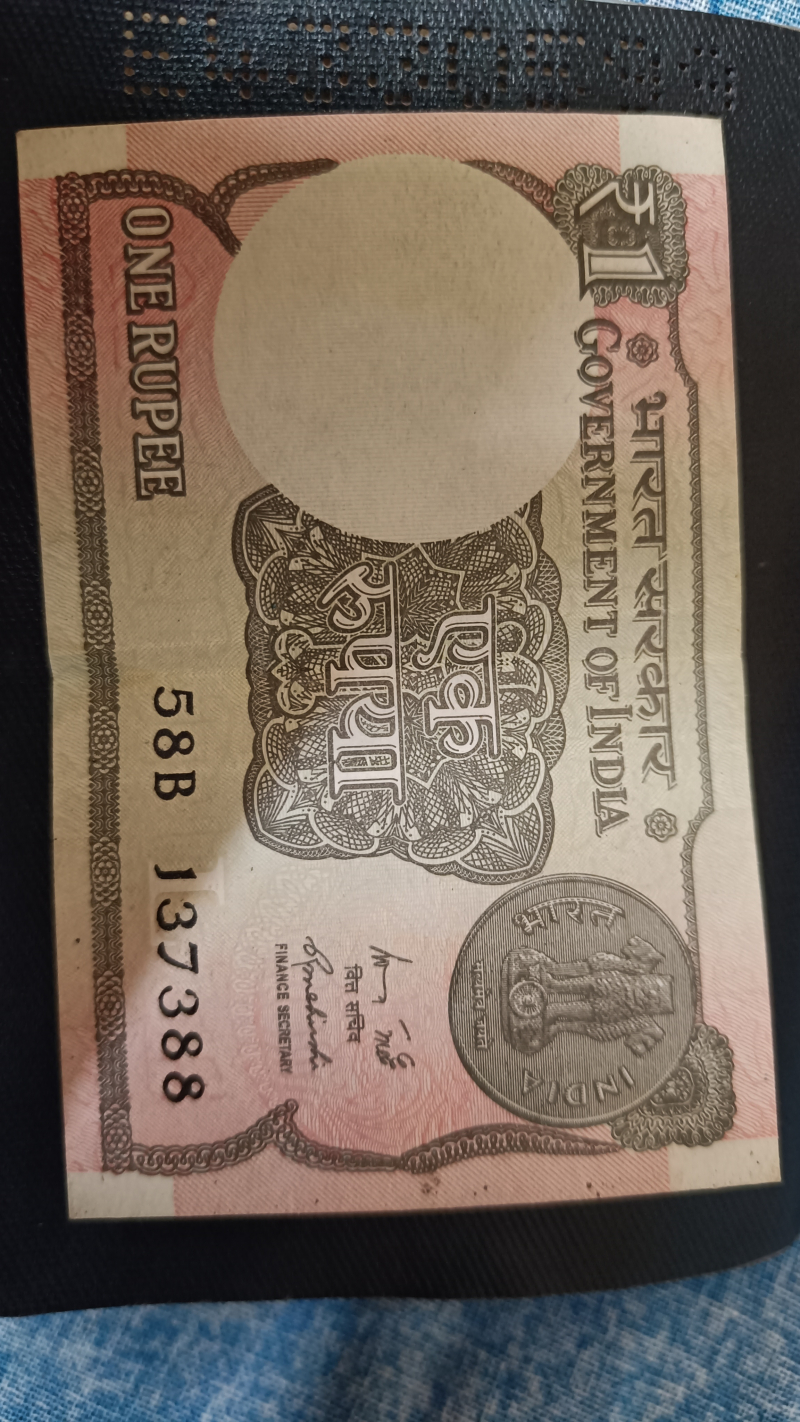 ₹1
भारत सरकार
GOVERNMENT OF INDIA
भारत
सत्यमेव जयते
INDIA
एक
रुपया
वित्त सचिव
FINANCE SECRETARY
ONE RUPEE
58B 137388